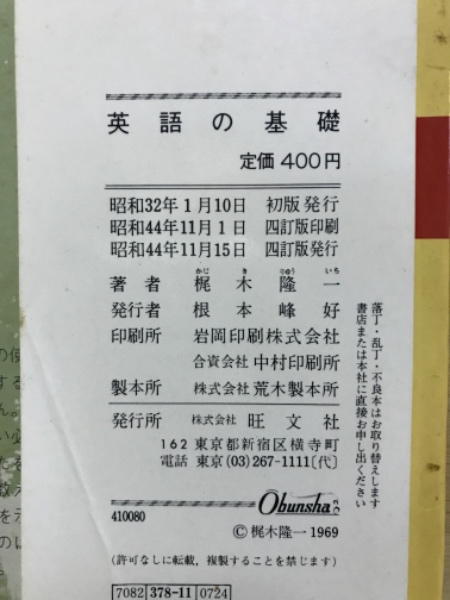 英語の基礎
定価 400円
昭和32年1月10日 初版発行
昭和44年11月1日 四訂版印刷
昭和44年11月15日 四訂版発行
かじ き りゅう いち
著者 梶木隆一
発行者 根本峰好
印刷所 岩岡印刷株式会社
合資会社 中村印刷所
製本所 株式会社 荒木製本所
発行所 株式会社 旺文社
162 東京都新宿区横寺町
電話 東京(03)267-1111〔代〕
410080
Obunsha
©梶木隆一 1969
(許可なしに転載，複製することを禁じます)
7082 378-11 0724
落丁・乱丁・不良本はお取り替えします
書店または本社に直接お申し出ください